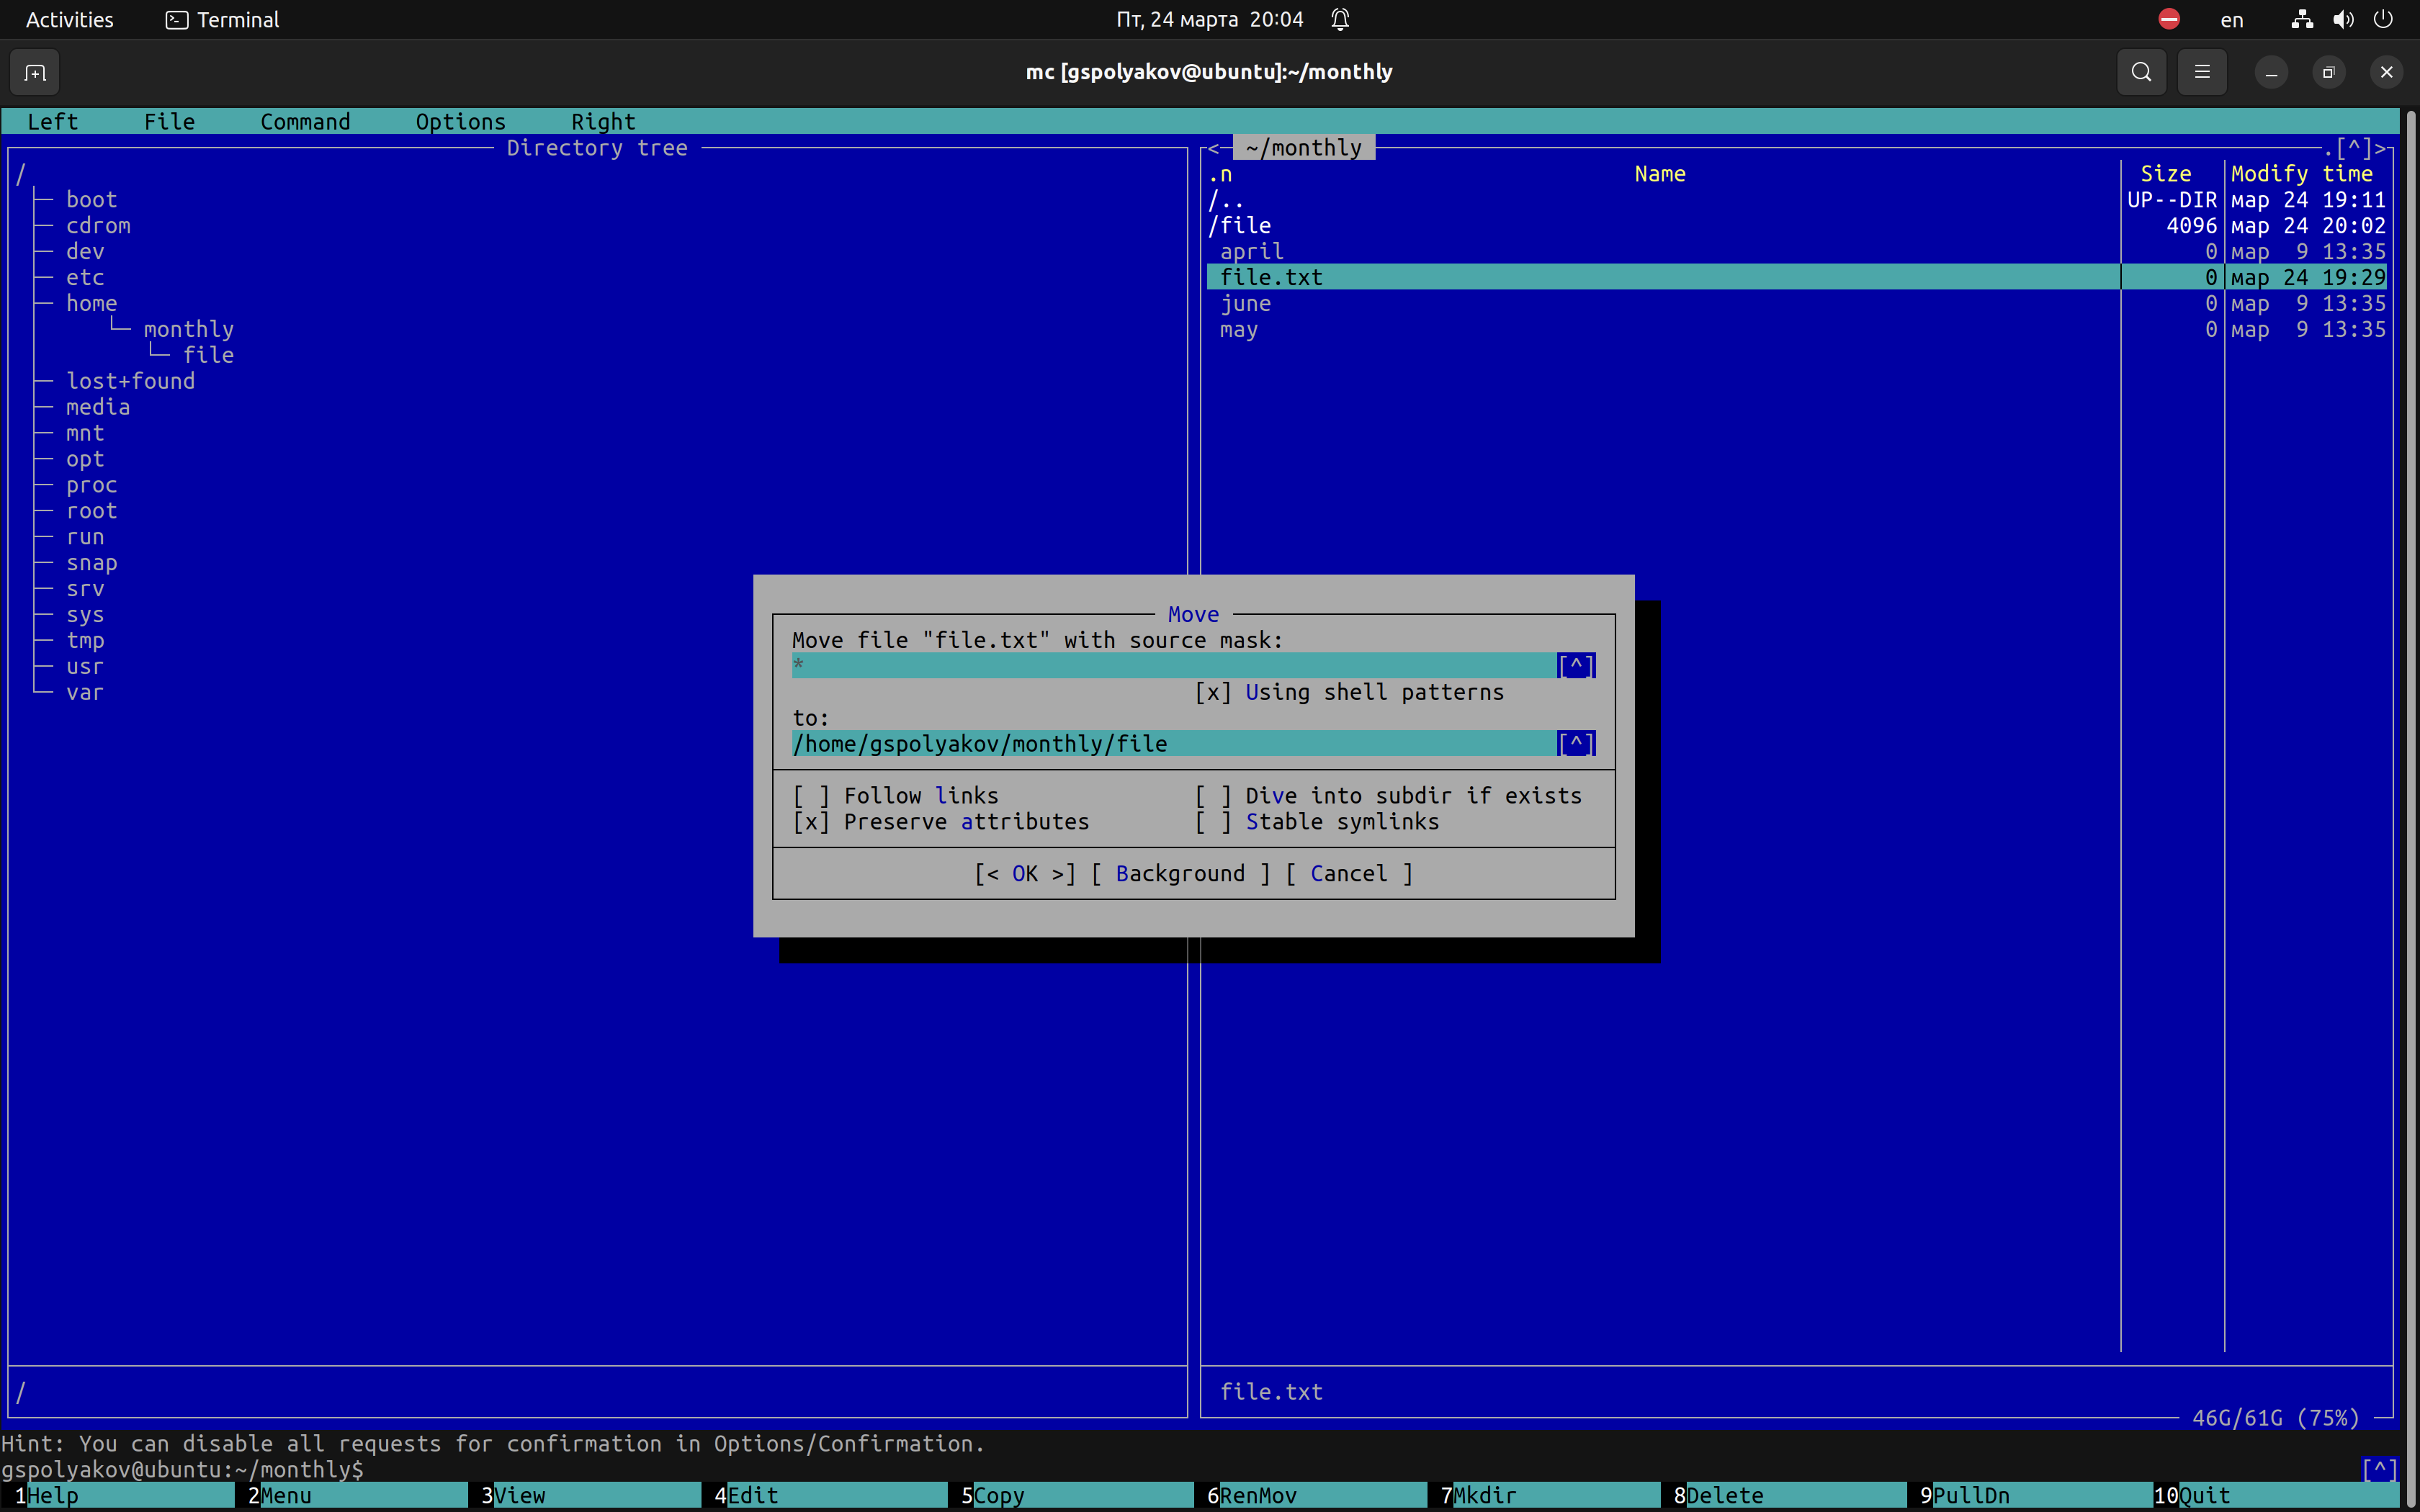 Activities Terminal Пт, 24 марта 20:04 en
mc [gspolyakov@ubuntu]:~/monthly
Left File Command Options Right
Directory tree
/
boot
cdrom
dev
etc
home
monthly
file
lost+found
media
mnt
opt
proc
root
run
snap
srv
sys
tmp
usr
var
/
<- ~/monthly .[^]>
.n Name Size Modify time
/.. UP--DIR мар 24 19:11
/file 4096 мар 24 20:02
april 0 мар 9 13:35
file.txt 0 мар 24 19:29
june 0 мар 9 13:35
may 0 мар 9 13:35
file.txt
46G/61G (75%)
Move
Move file "file.txt" with source mask:
* [^]
[x] Using shell patterns
to:
/home/gspolyakov/monthly/file [^]
[ ] Follow links [ ] Dive into subdir if exists
[x] Preserve attributes [ ] Stable symlinks
[< OK >] [ Background ] [ Cancel ]
Hint: You can disable all requests for confirmation in Options/Confirmation.
gspolyakov@ubuntu:~/monthly$ [^]
1Help 2Menu 3View 4Edit 5Copy 6RenMov 7Mkdir 8Delete 9PullDn 10Quit